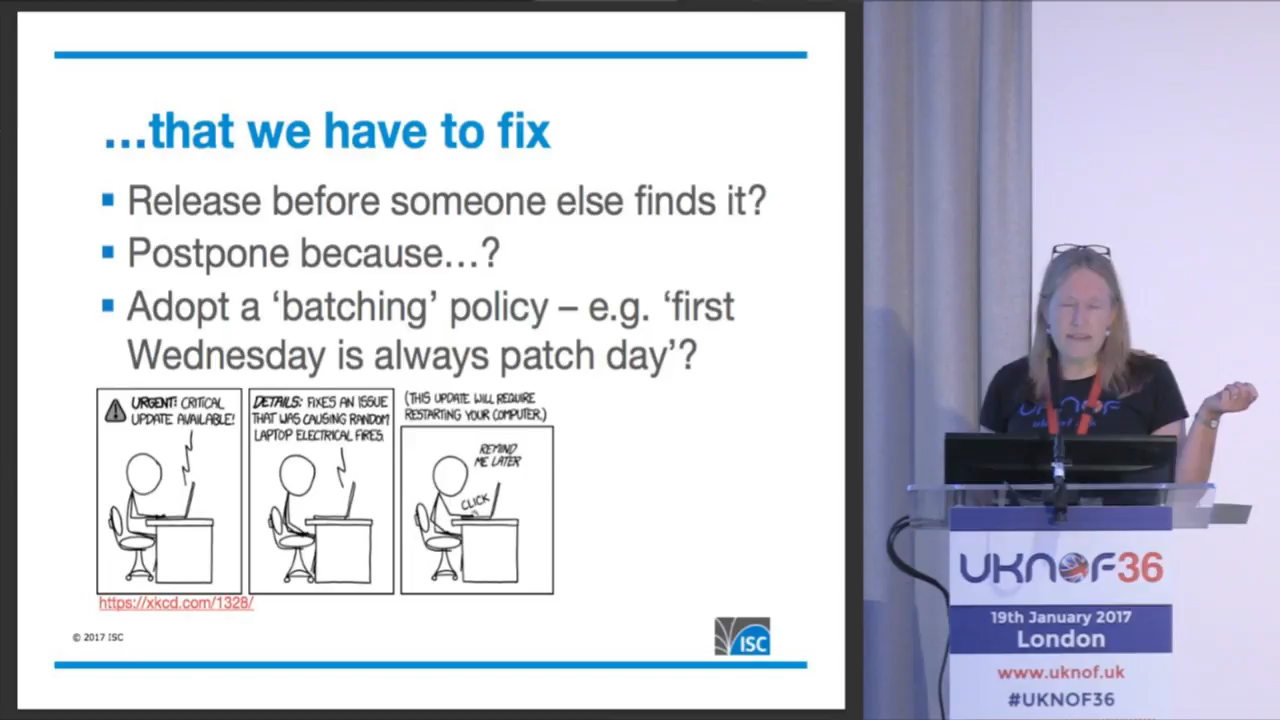 ...that we have to fix
▪ Release before someone else finds it?
▪ Postpone because...?
▪ Adopt a ‘batching’ policy – e.g. ‘first
Wednesday is always patch day’?
URGENT: CRITICAL
UPDATE AVAILABLE!
DETAILS: FIXES AN ISSUE
THAT WAS CAUSING RANDOM
LAPTOP ELECTRICAL FIRES.
(THIS UPDATE WILL REQUIRE
RESTARTING YOUR COMPUTER.)
REMIND
ME LATER
CLICK
https://xkcd.com/1328/
© 2017 ISC
ISC
UKNOF
uknof.uk
UKNOF36
19th January 2017
London
www.uknof.uk
#UKNOF36